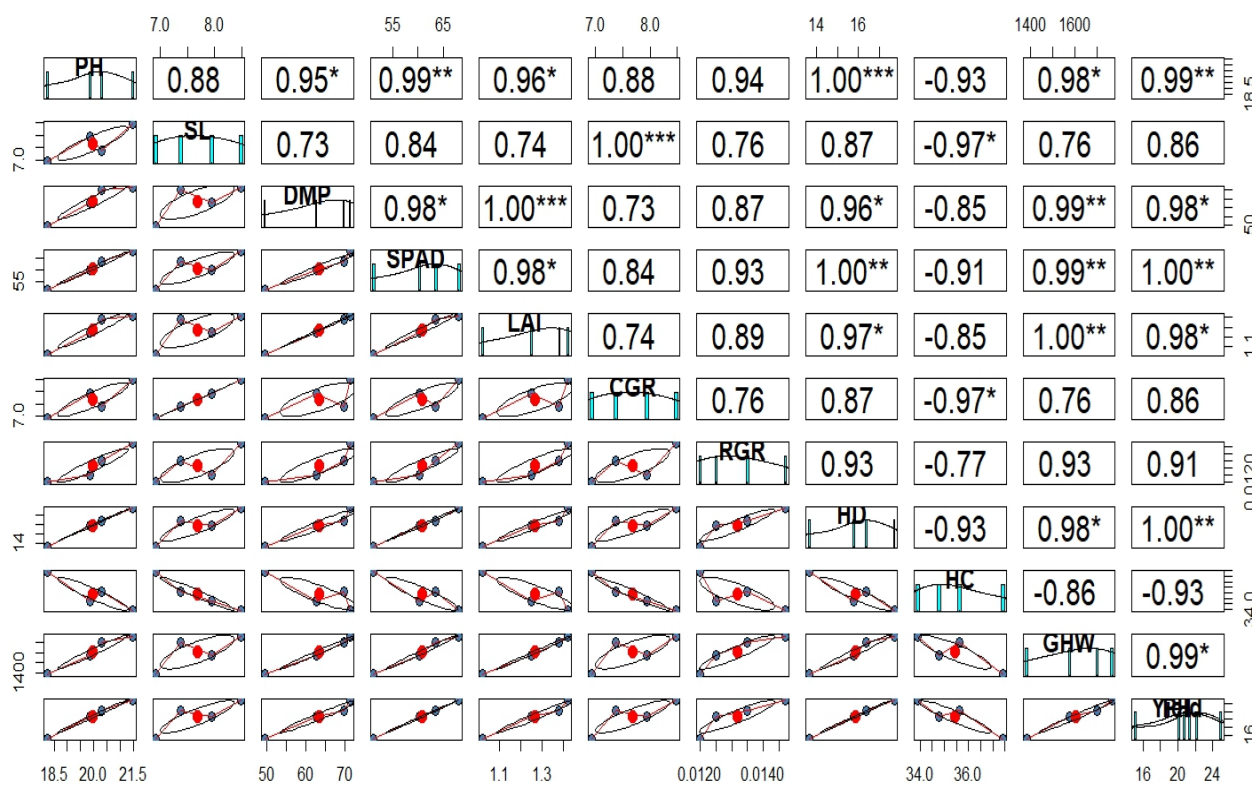 7.0 8.0 55 65 7.0 8.0 14 16 1400 1600
PH 0.88 0.95* 0.99** 0.96* 0.88 0.94 1.00*** -0.93 0.98* 0.99** 18.5
7.0 SL 0.73 0.84 0.74 1.00*** 0.76 0.87 -0.97* 0.76 0.86
DMP 0.98* 1.00*** 0.73 0.87 0.96* -0.85 0.99** 0.98* 50
55 SPAD 0.98* 0.84 0.93 1.00** -0.91 0.99** 1.00**
LAI 0.74 0.89 0.97* -0.85 1.00** 0.98* 1.1
7.0 CGR 0.76 0.87 -0.97* 0.76 0.86
RGR 0.93 -0.77 0.93 0.91 0.0120
14 HD -0.93 0.98* 1.00**
HC -0.86 -0.93 34.0
1400 GHW 0.99*
16
18.5 20.0 21.5 50 60 70 1.1 1.3 0.0120 0.0140 34.0 36.0 16 20 24